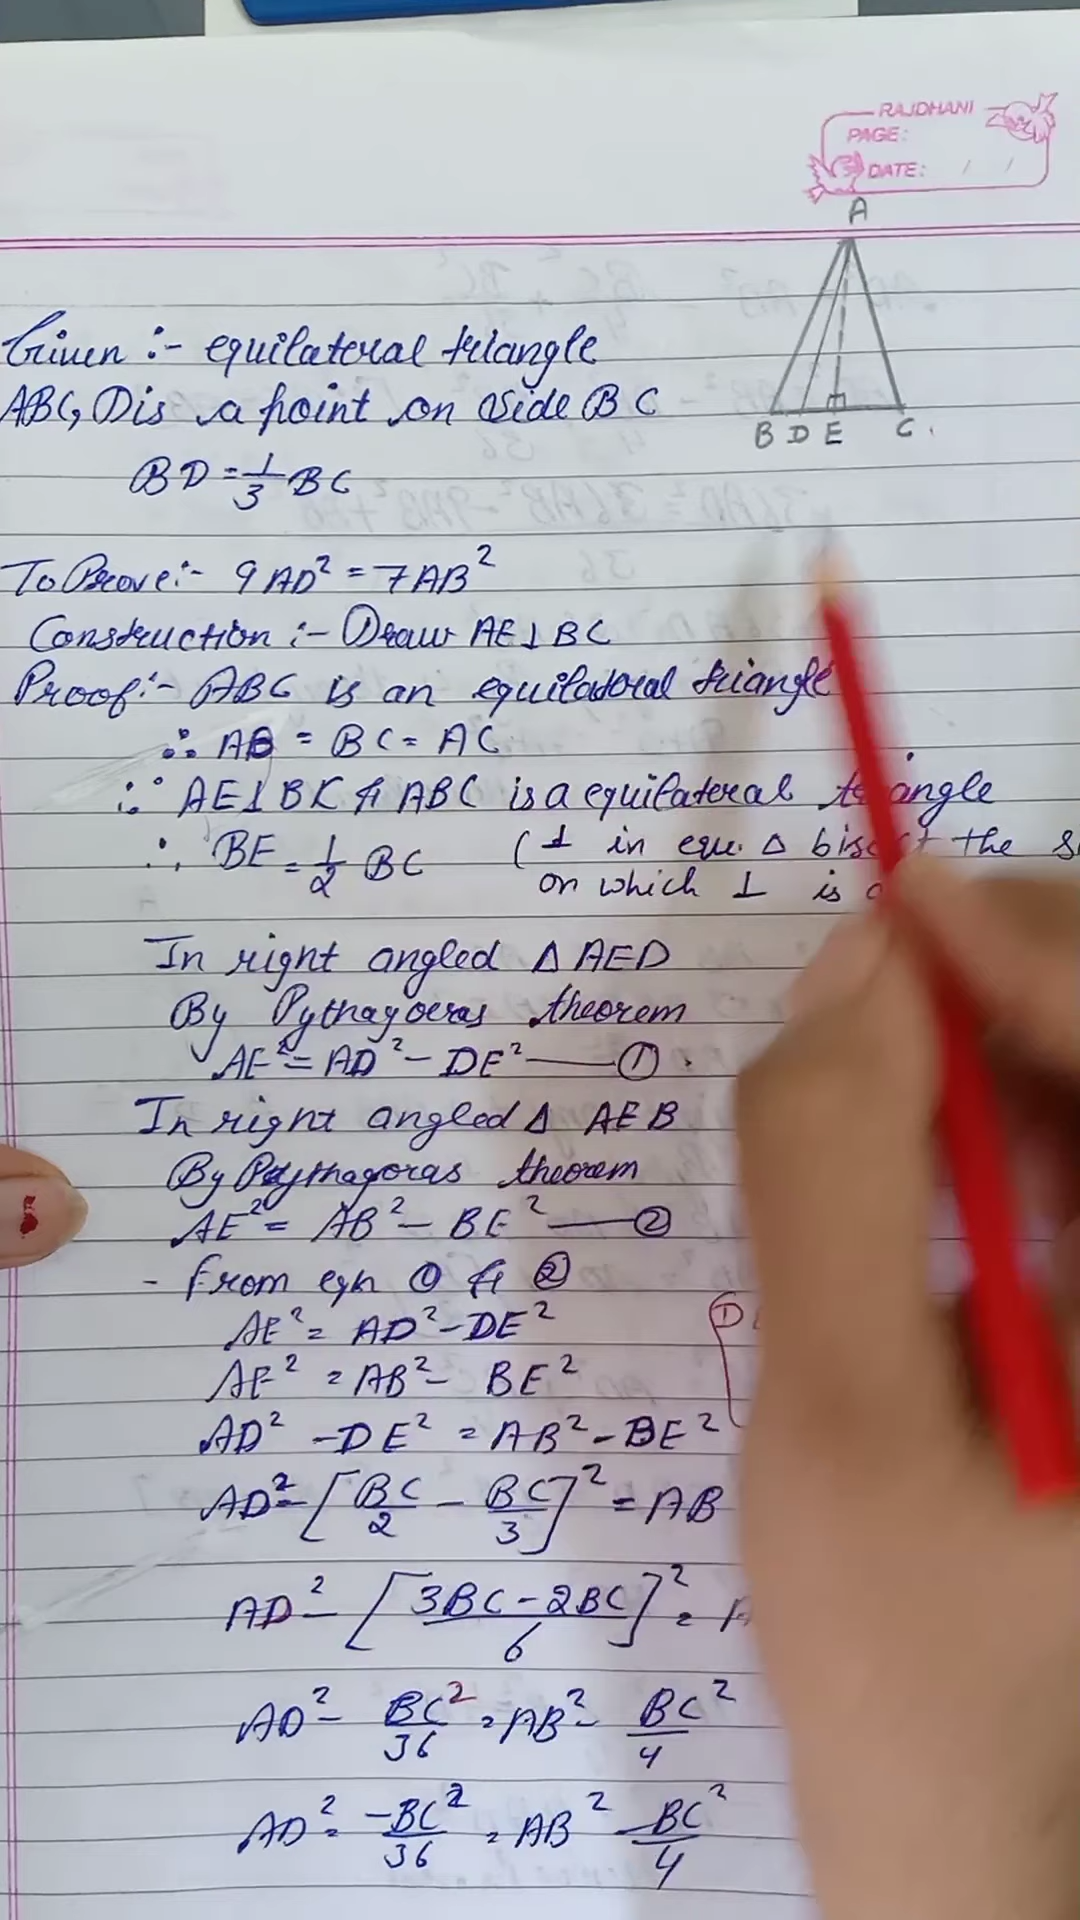 RAJDHANI
PAGE:
DATE: / /
A
B D E C.
Given :- equilateral triangle
ABC, D is a point on side BC
BD = 1/3 BC
To Prove:- 9AD² = 7AB²
Construction :- Draw AE⊥BC
Proof:- ABC is an equilateral triangle
∴ AB = BC = AC
∵ AE⊥BC & ABC is a equilateral triangle
∴ BE = 1/2 BC (⊥ in equ. Δ bisect the
on which ⊥ is
In right angled Δ AED
By Pythagoras theorem
AE² = AD² - DE² —— ①
In right angled Δ AEB
By Pythagoras theorem
AE² = AB² - BE² —— ②
- From eqn ① & ②
AE² = AD² - DE²
AE² = AB² - BE²
AD² - DE² = AB² - BE²
AD² - [BC/2 - BC/3]² = AB
AD² - [3BC - 2BC/6]² =
AD² - BC²/36 = AB² - BC²/4
AD² = -BC²/36 = AB² - BC²/4